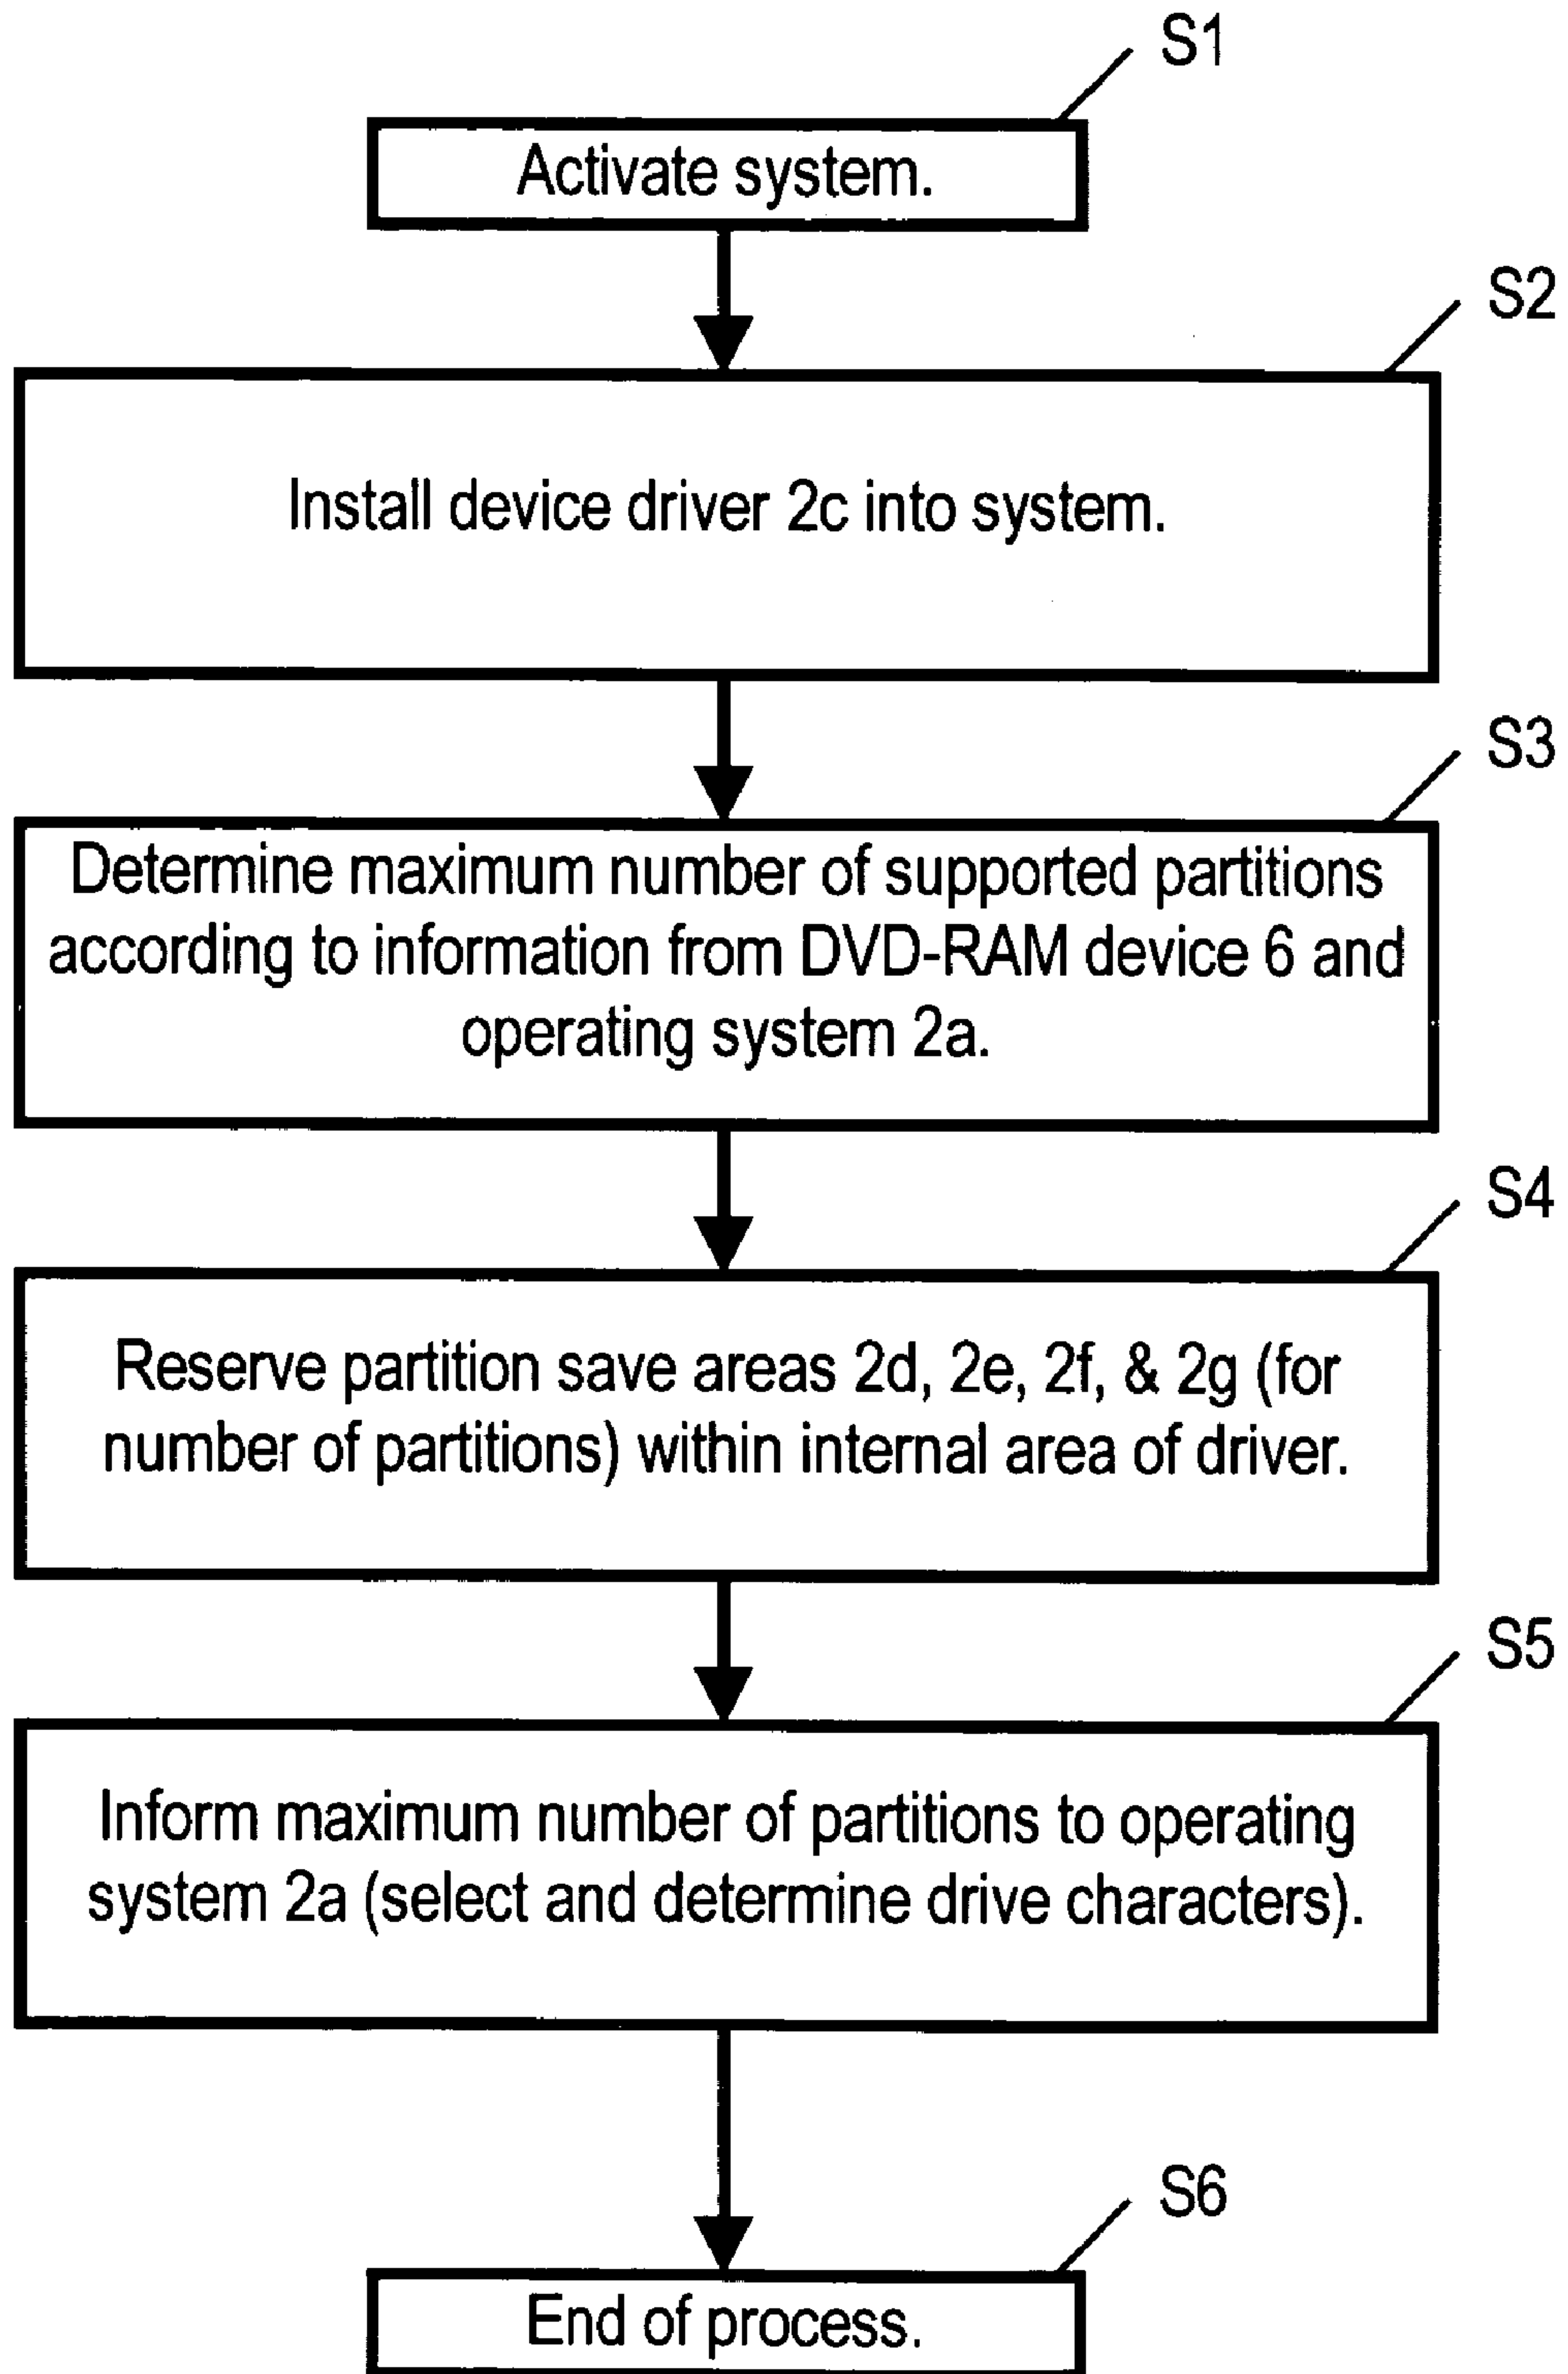 S1
Activate system.
S2
Install device driver 2c into system.
S3
Determine maximum number of supported partitions
according to information from DVD-RAM device 6 and
operating system 2a.
S4
Reserve partition save areas 2d, 2e, 2f, & 2g (for
number of partitions) within internal area of driver.
S5
Inform maximum number of partitions to operating
system 2a (select and determine drive characters).
S6
End of process.